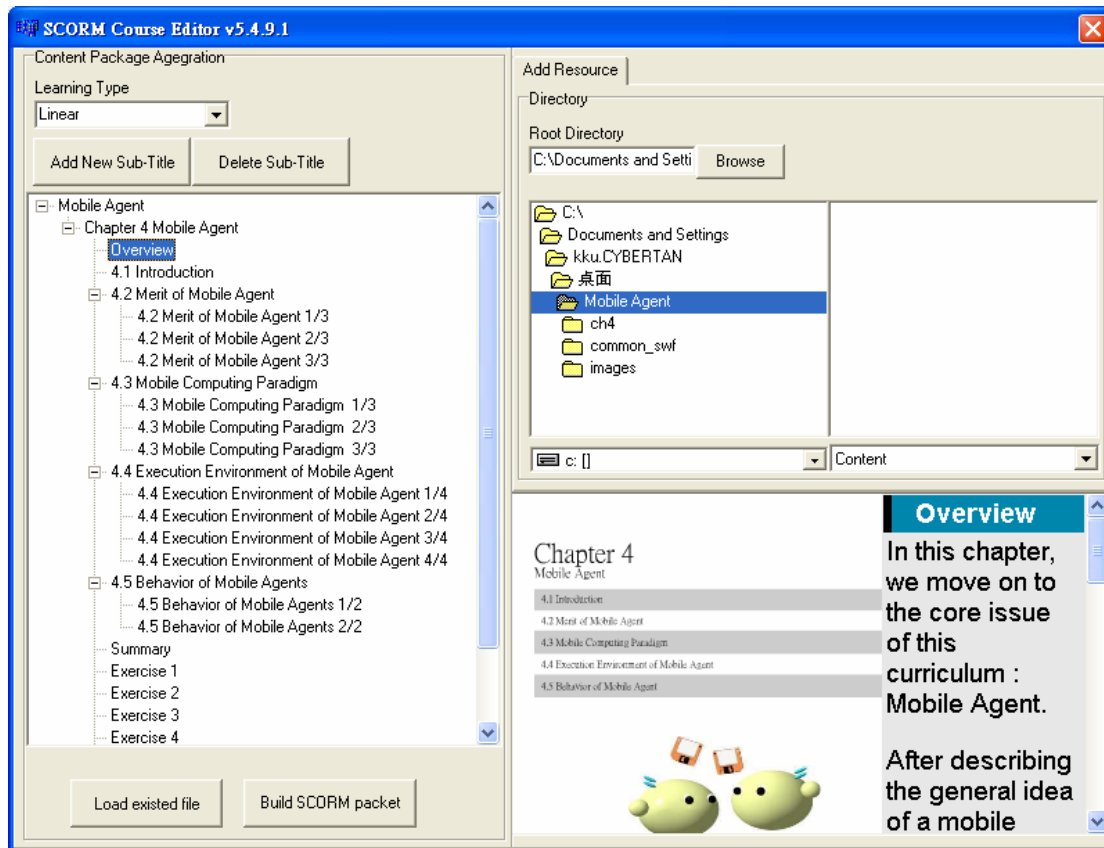 SCORM Course Editor v5.4.9.1
Content Package Agegration
Learning Type
Linear
Add New Sub-Title
Delete Sub-Title
Mobile Agent
Chapter 4 Mobile Agent
Overview
4.1 Introduction
4.2 Merit of Mobile Agent
4.2 Merit of Mobile Agent 1/3
4.2 Merit of Mobile Agent 2/3
4.2 Merit of Mobile Agent 3/3
4.3 Mobile Computing Paradigm
4.3 Mobile Computing Paradigm 1/3
4.3 Mobile Computing Paradigm 2/3
4.3 Mobile Computing Paradigm 3/3
4.4 Execution Environment of Mobile Agent
4.4 Execution Environment of Mobile Agent 1/4
4.4 Execution Environment of Mobile Agent 2/4
4.4 Execution Environment of Mobile Agent 3/4
4.4 Execution Environment of Mobile Agent 4/4
4.5 Behavior of Mobile Agents
4.5 Behavior of Mobile Agents 1/2
4.5 Behavior of Mobile Agents 2/2
Summary
Exercise 1
Exercise 2
Exercise 3
Exercise 4
Load existed file
Build SCORM packet
Add Resource
Directory
Root Directory
C:\Documents and Setti
Browse
C:\
Documents and Settings
kku.CYBERTAN
桌面
Mobile Agent
ch4
common_swf
images
c: []
Content
Chapter 4
Mobile Agent
4.1 Introduction
4.2 Merit of Mobile Agent
4.3 Mobile Computing Paradigm
4.4 Execution Environment of Mobile Agent
4.5 Behavior of Mobile Agent
Overview
In this chapter,
we move on to
the core issue
of this
curriculum :
Mobile Agent.
After describing
the general idea
of a mobile